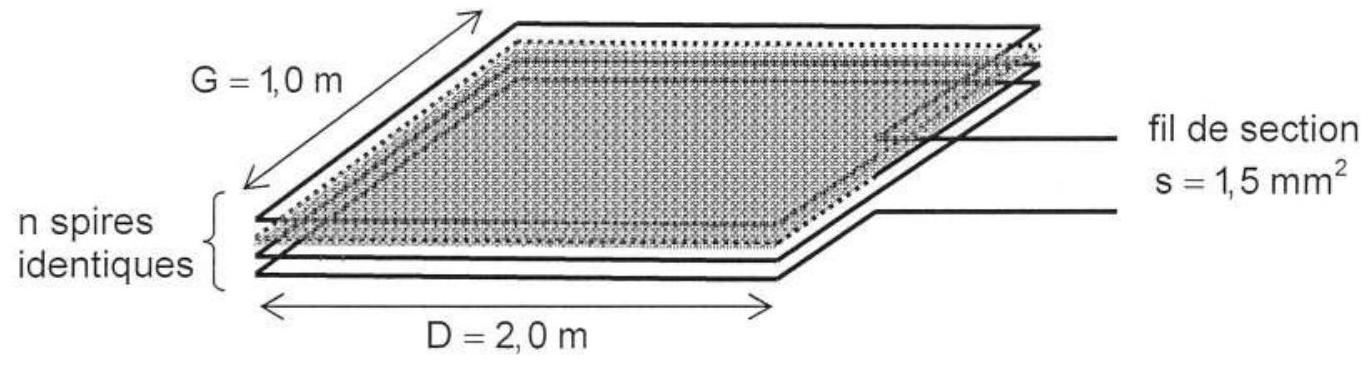 G = 1,0 m
fil de section
s = 1,5 mm²
n spires
identiques
D = 2,0 m